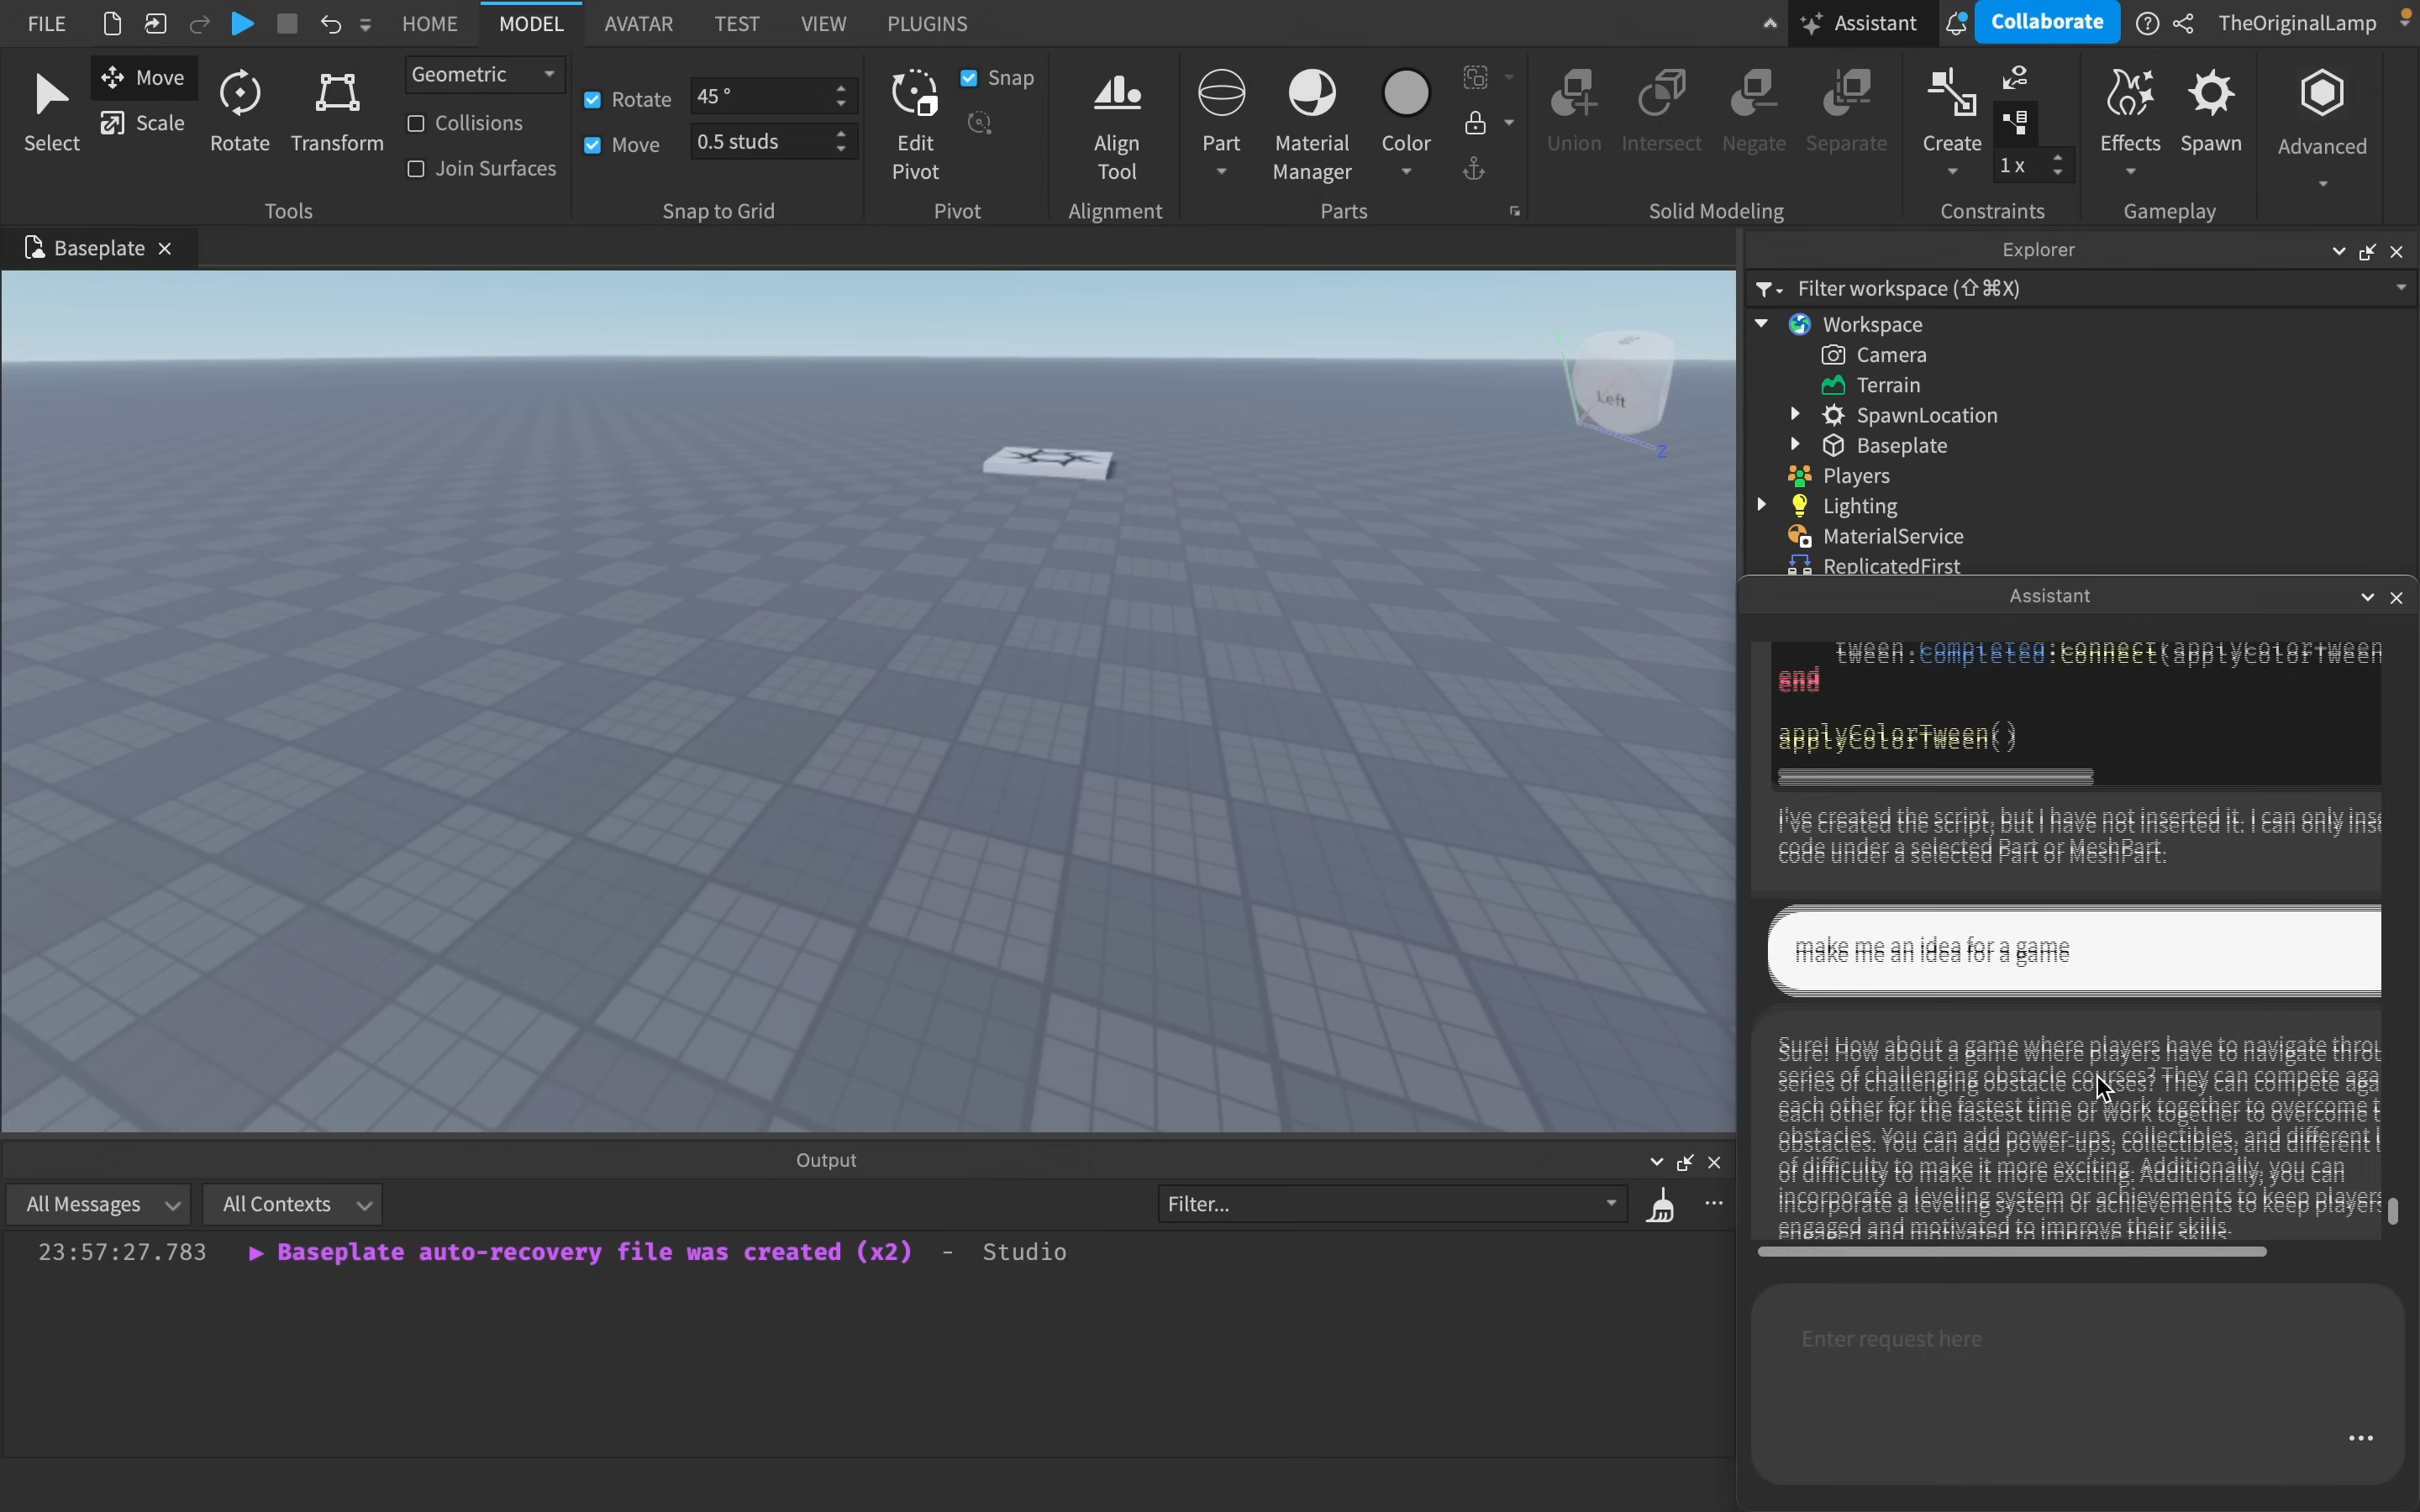 FILE HOME MODEL AVATAR TEST VIEW PLUGINS Assistant Collaborate TheOriginalLamp
Select Move Scale Rotate Transform Geometric Collisions Join Surfaces
Tools
Rotate 45 °
Move 0.5 studs
Snap to Grid
Edit Pivot Snap
Pivot
Align Tool
Alignment
Part Material Manager Color
Parts
Union Intersect Negate Separate
Solid Modeling
Create 1 x
Constraints
Effects Spawn
Gameplay
Advanced
Baseplate
Left
Z
Explorer
Filter workspace (⇧⌘X)
Workspace
Camera
Terrain
SpawnLocation
Baseplate
Players
Lighting
MaterialService
ReplicatedFirst
Assistant
tween.completed:connect(applyColorTween
end
applyColorTween()
I've created the script, but I have not inserted it. I can only
code under a selected Part or MeshPart.
make me an idea for a game
Sure! How about a game where players have to navigate
series of challenging obstacle courses? They can compete
each other for the fastest time or work together to overcome
obstacles. You can add power-ups, collectibles, and different
of difficulty to make it more exciting. Additionally, you can
incorporate a leveling system or achievements to keep players
engaged and motivated to improve their skills.
Enter request here
Output
All Messages All Contexts Filter...
23:57:27.783 Baseplate auto-recovery file was created (x2) - Studio